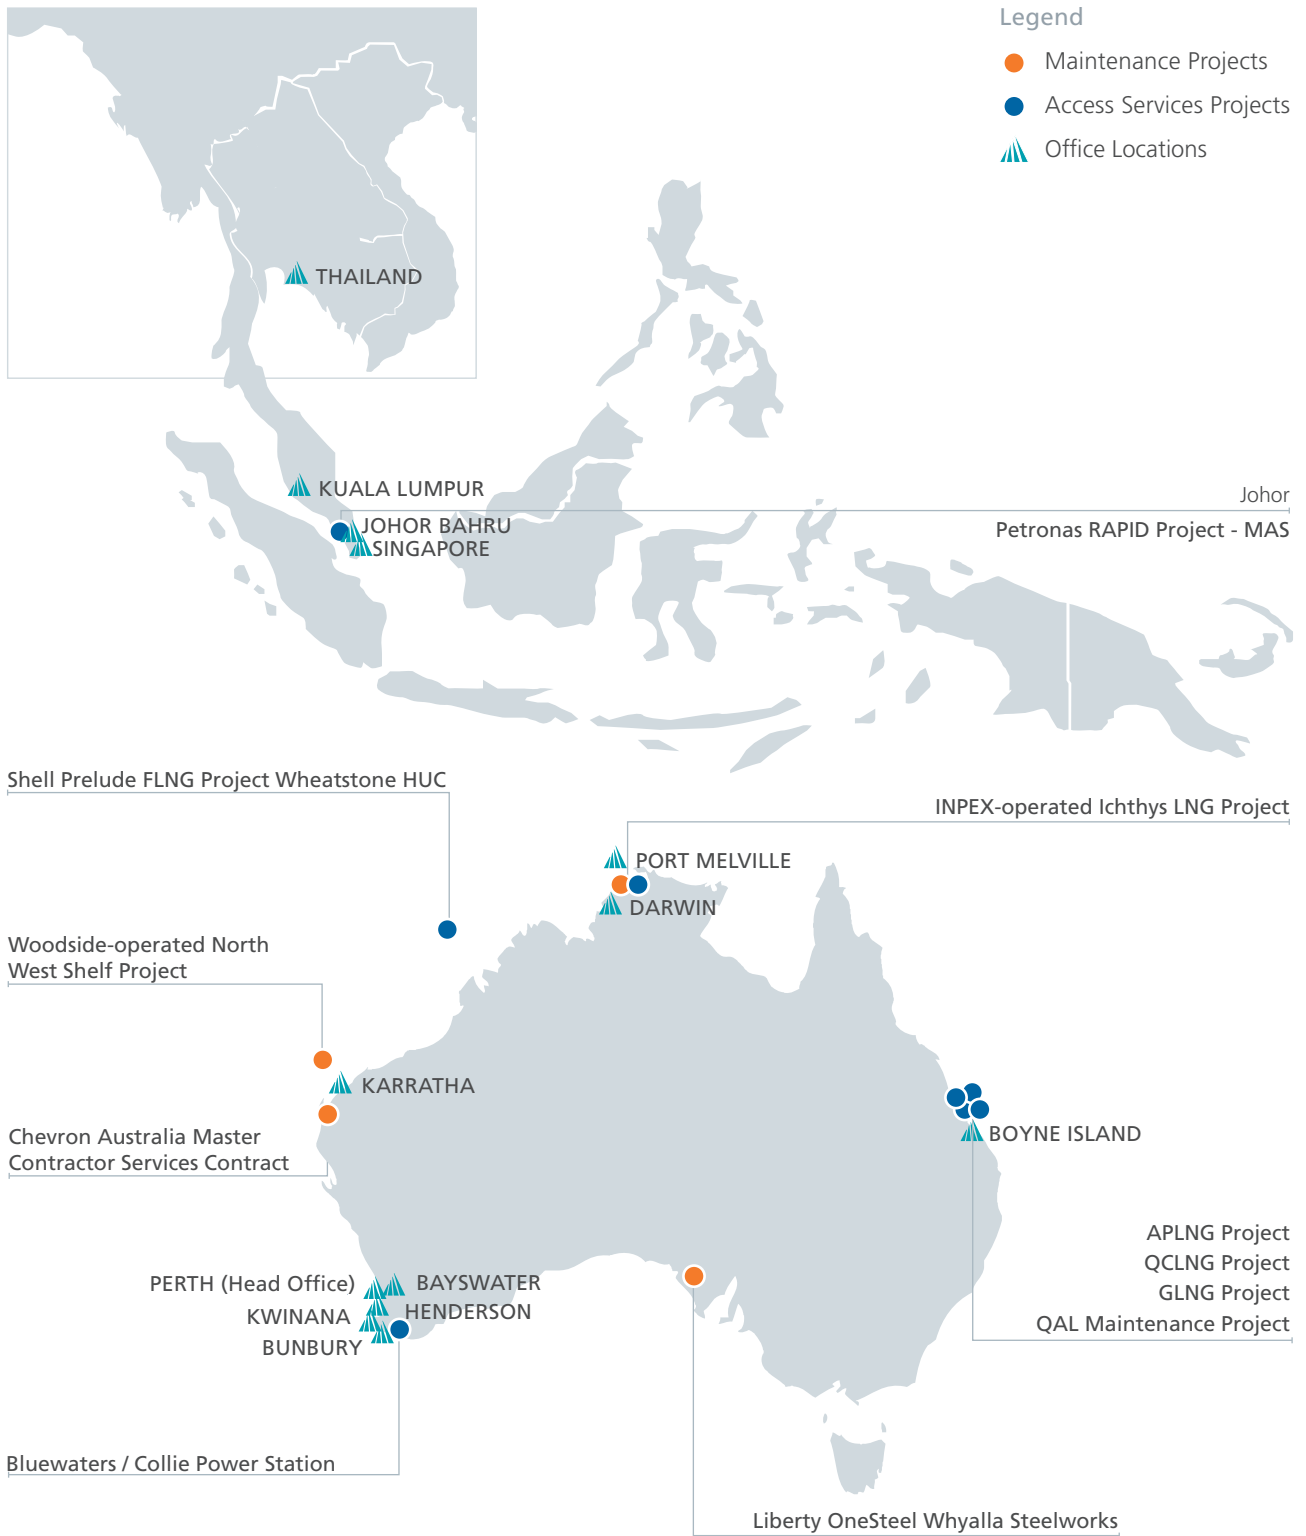 Legend
Maintenance Projects
Access Services Projects
Office Locations
THAILAND
KUALA LUMPUR
Johor
JOHOR BAHRU
Petronas RAPID Project - MAS
SINGAPORE
Shell Prelude FLNG Project Wheatstone HUC
INPEX-operated Ichthys LNG Project
PORT MELVILLE
DARWIN
Woodside-operated North
West Shelf Project
KARRATHA
Chevron Australia Master
Contractor Services Contract
BOYNE ISLAND
APLNG Project
QCLNG Project
GLNG Project
QAL Maintenance Project
PERTH (Head Office)
BAYSWATER
HENDERSON
KWINANA
BUNBURY
Bluewaters / Collie Power Station
Liberty OneSteel Whyalla Steelworks